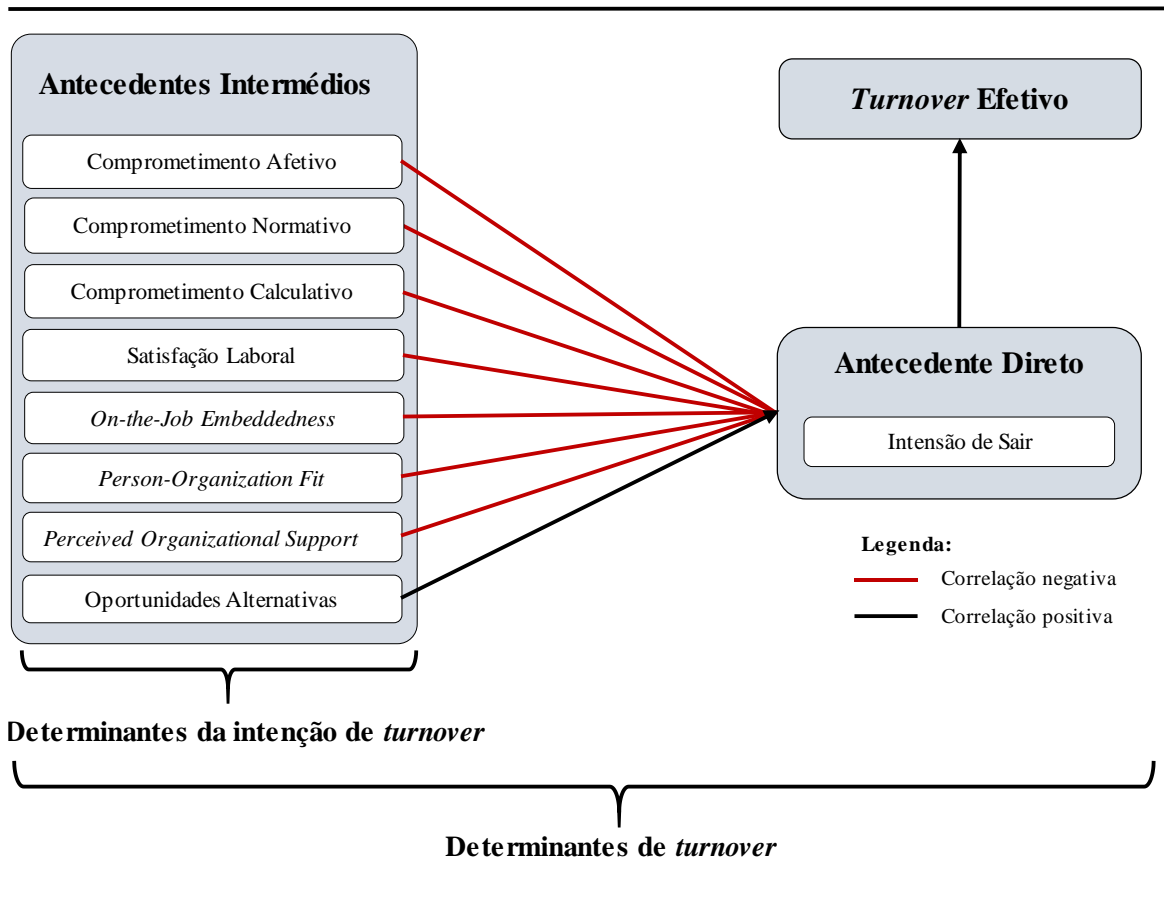 Antecedentes Intermédios
Comprometimento Afetivo
Comprometimento Normativo
Comprometimento Calculativo
Satisfação Laboral
On-the-Job Embeddedness
Person-Organization Fit
Perceived Organizational Support
Oportunidades Alternativas
Turnover Efetivo
Antecedente Direto
Intensão de Sair
Legenda:
Correlação negativa
Correlação positiva
Determinantes da intenção de turnover
Determinantes de turnover